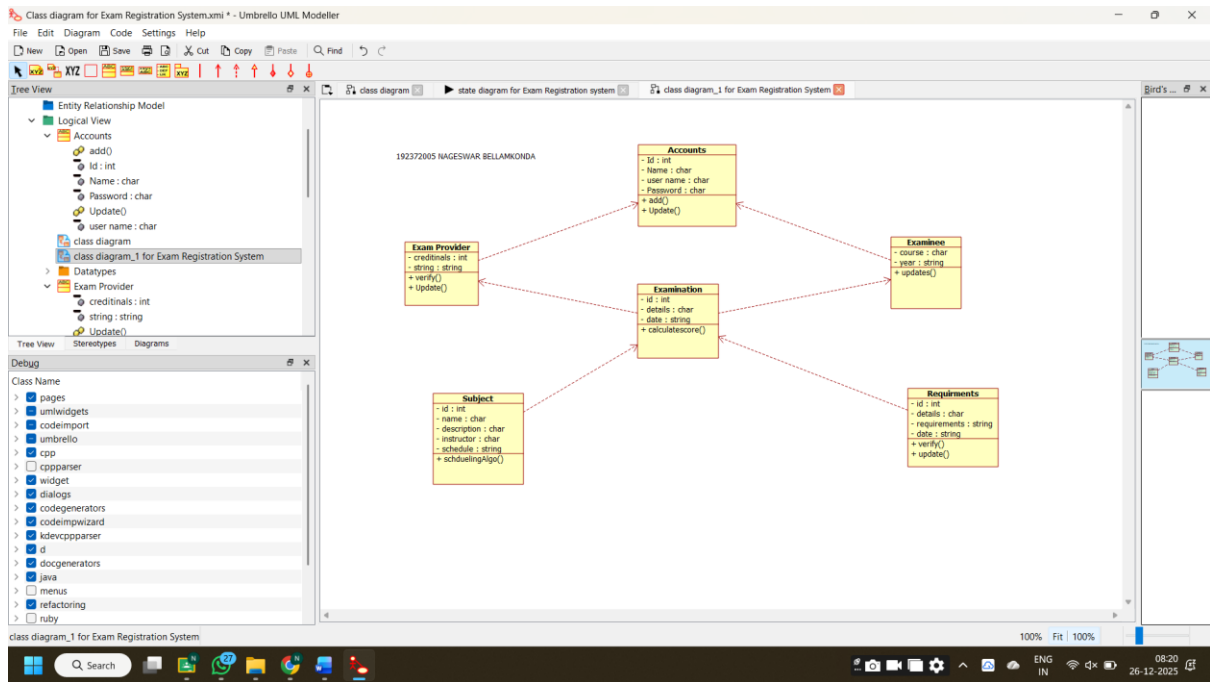 Class diagram for Exam Registration System.xmi * - Umbrello UML Modeller
File Edit Diagram Code Settings Help
New Open Save Cut Copy Paste Find
XYZ XYZ
Tree View
class diagram state diagram for Exam Registration system class diagram_1 for Exam Registration System
Bird's ...
Entity Relationship Model
Logical View
Accounts
add()
Id : int
Name : char
Password : char
Update()
user name : char
class diagram
class diagram_1 for Exam Registration System
Datatypes
Exam Provider
creditinals : int
string : string
Update()
Tree View Stereotypes Diagrams
Debug
Class Name
pages
umlwidgets
codeimport
umbrello
cpp
cppparser
widget
dialogs
codegenerators
codeimpwizard
kdevcppparser
d
docgenerators
java
menus
refactoring
ruby
192372005 NAGESWAR BELLAMKONDA
Accounts
- Id : int
- Name : char
- user name : char
- Password : char
+ add()
+ Update()
Exam Provider
- creditinals : int
- string : string
+ verify()
+ Update()
Examinee
- course : char
- year : string
+ updates()
Examination
- id : int
- details : char
- date : string
+ calculatescore()
Subject
- id : int
- name : char
- description : char
- instructor : char
- schedule : string
+ schduelingAlgo()
Requirments
- id : int
- details : char
- requirements : string
- date : string
+ verify()
+ update()
class diagram_1 for Exam Registration System
100% Fit 100%
Search
27
ENG
IN
08:20
26-12-2025